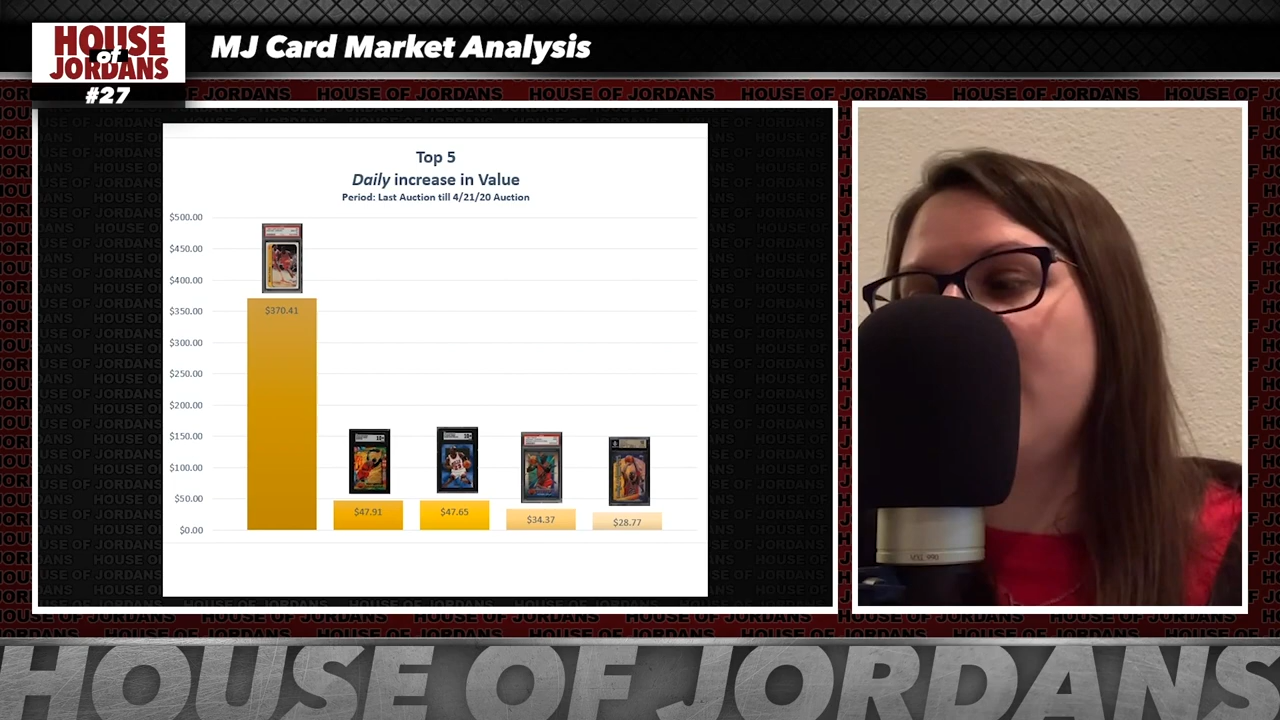 HOUSE
of
JORDANS
#27
MJ Card Market Analysis
Top 5
Daily increase in Value
Period: Last Auction till 4/21/20 Auction
$500.00
$450.00
$400.00
$350.00
$300.00
$250.00
$200.00
$150.00
$100.00
$50.00
$0.00
$370.41
$47.91
$47.65
$34.37
$28.77
HOUSE OF JORDANS